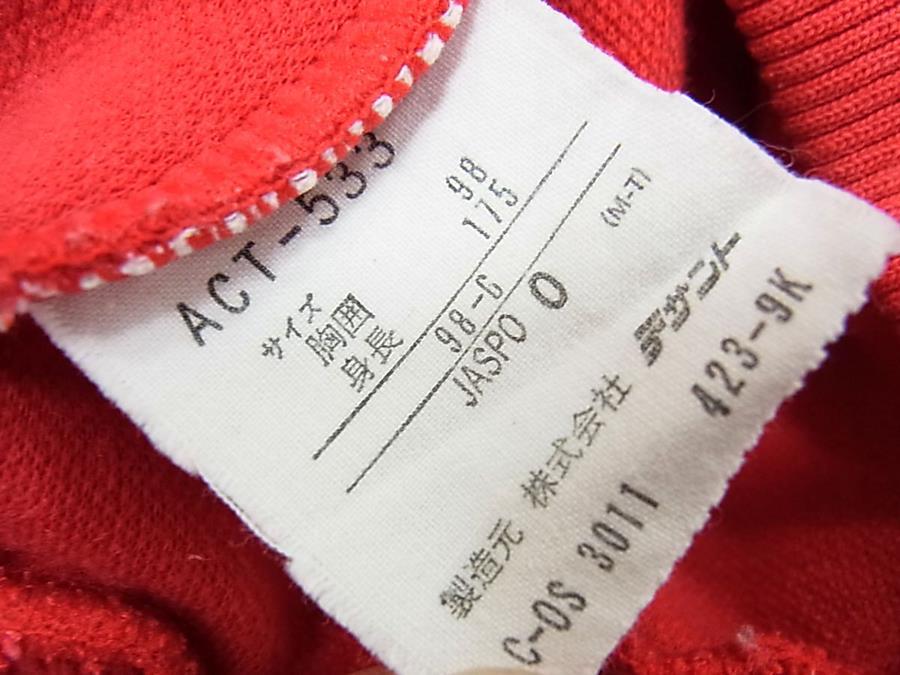 ACT-533
サイズ
胸囲 98
身長 175
98-C
JASPO O (M-T)
製造元 株式会社 デサント
C-OS 3011 423-9K